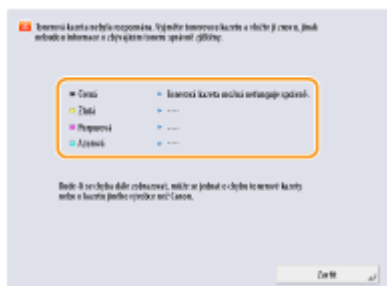 Tonerová kazeta nebyla rozpoznána. Vyjměte tonerovou kazetu a vložte ji znovu, jinak
nebudou informace o zbývajícím toneru správně zjištěny.
Černá
Tonerová kazeta možná nefunguje správně.
Žlutá
----
Purpurová
----
Azurová
----
Bude-li se chyba dále zobrazovat, může se jednat o chybu tonerové kazety
nebo o kazetu jiného výrobce než Canon.
Zavřít